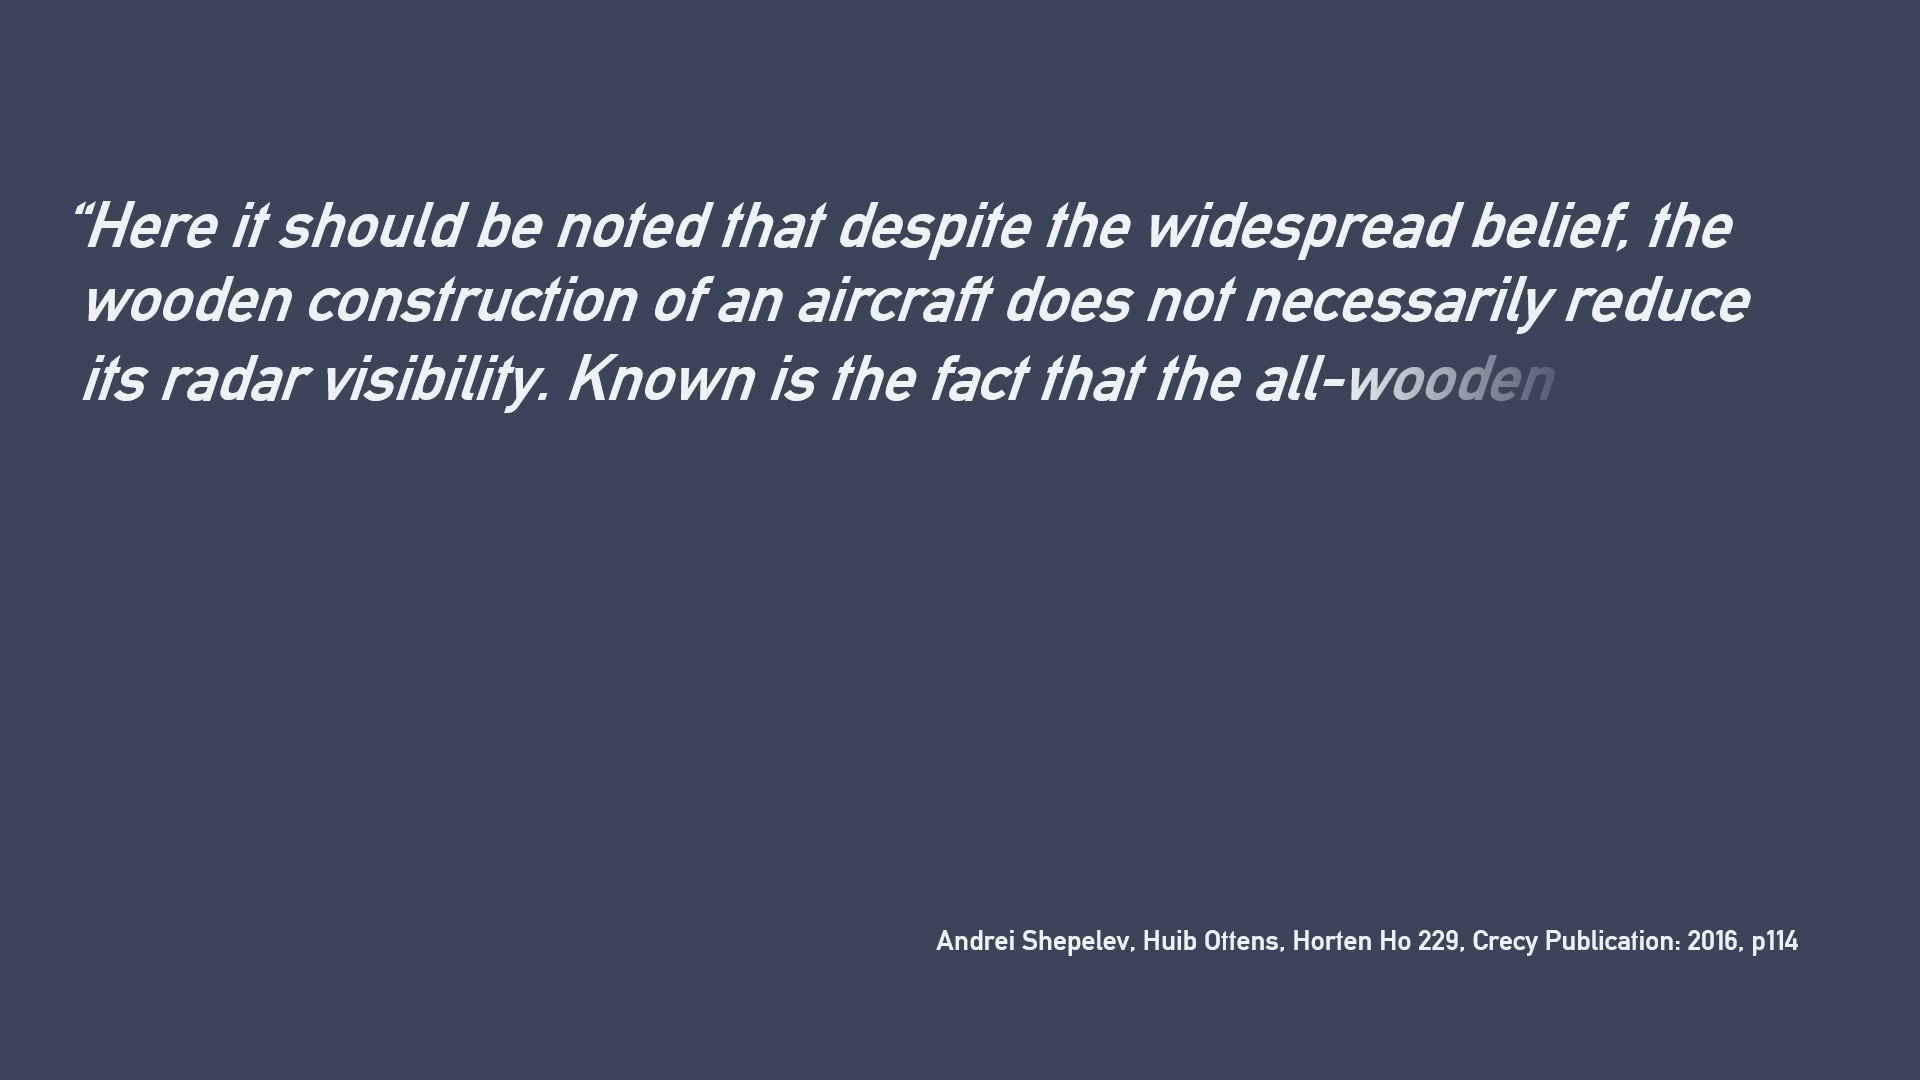 “Here it should be noted that despite the widespread belief, the
wooden construction of an aircraft does not necessarily reduce
its radar visibility. Known is the fact that the all-wooden
Andrei Shepelev, Huib Ottens, Horten Ho 229, Crecy Publication: 2016, p114